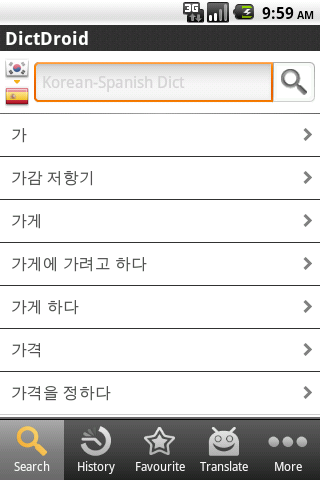 3G 9:59 AM
DictDroid
Korean-Spanish Dict
가
가감 저항기
가게
가게에 가려고 하다
가게 하다
가격
가격을 정하다
Search History Favourite Translate More